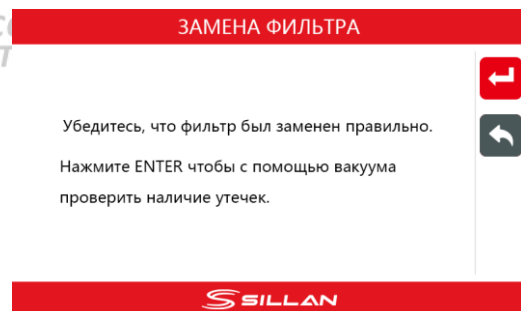 ЗАМЕНА ФИЛЬТРА
Убедитесь, что фильтр был заменен правильно.
Нажмите ENTER чтобы с помощью вакуума
проверить наличие утечек.
SILLAN